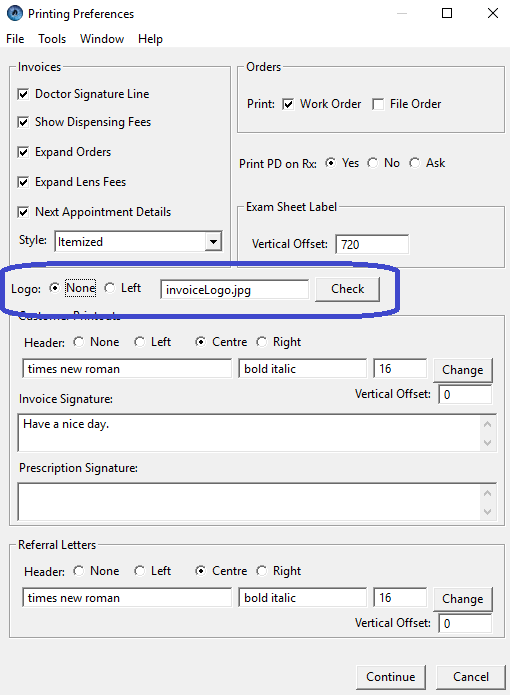 Printing Preferences
File Tools Window Help
Invoices
Doctor Signature Line
Show Dispensing Fees
Expand Orders
Expand Lens Fees
Next Appointment Details
Style: Itemized
Orders
Print: Work Order File Order
Print PD on Rx: Yes No Ask
Exam Sheet Label
Vertical Offset: 720
Logo: None Left invoiceLogo.jpg Check
Customer Printouts
Header: None Left Centre Right
times new roman bold italic 16 Change
Vertical Offset: 0
Invoice Signature:
Have a nice day.
Prescription Signature:
Referral Letters
Header: None Left Centre Right
times new roman bold italic 16 Change
Vertical Offset: 0
Continue Cancel